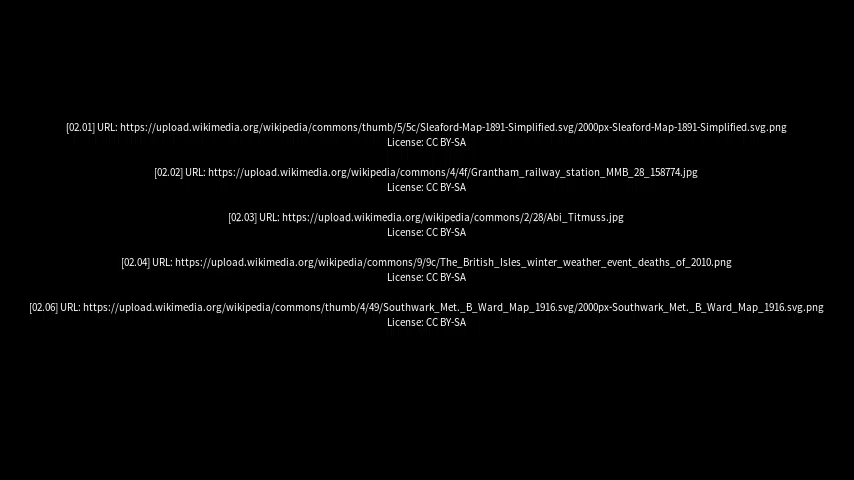 [02.01] URL: https://upload.wikimedia.org/wikipedia/commons/thumb/5/5c/Sleaford-Map-1891-Simplified.svg/2000px-Sleaford-Map-1891-Simplified.svg.png
License: CC BY-SA
[02.02] URL: https://upload.wikimedia.org/wikipedia/commons/4/4f/Grantham_railway_station_MMB_28_158774.jpg
License: CC BY-SA
[02.03] URL: https://upload.wikimedia.org/wikipedia/commons/2/28/Abi_Titmuss.jpg
License: CC BY-SA
[02.04] URL: https://upload.wikimedia.org/wikipedia/commons/9/9c/The_British_Isles_winter_weather_event_deaths_of_2010.png
License: CC BY-SA
[02.06] URL: https://upload.wikimedia.org/wikipedia/commons/thumb/4/49/Southwark_Met._B_Ward_Map_1916.svg/2000px-Southwark_Met._B_Ward_Map_1916.svg.png
License: CC BY-SA